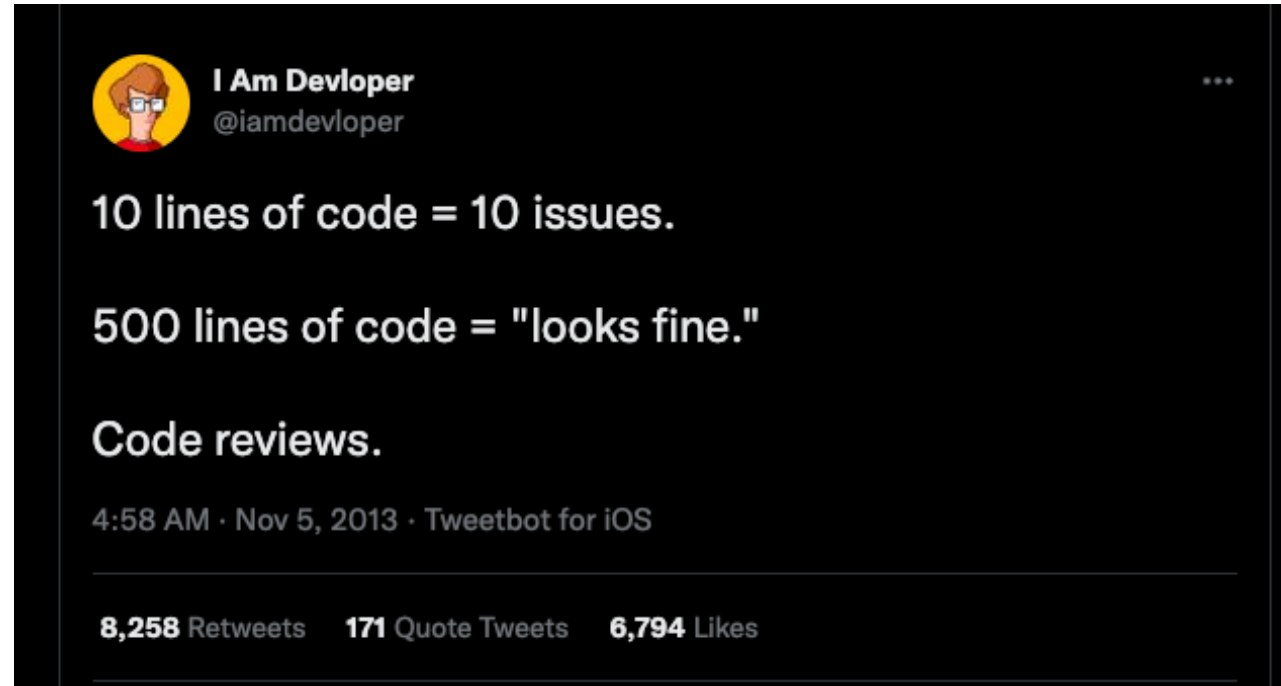 I Am Devloper
@iamdevloper
10 lines of code = 10 issues.
500 lines of code = "looks fine."
Code reviews.
4:58 AM · Nov 5, 2013 · Tweetbot for iOS
8,258 Retweets 171 Quote Tweets 6,794 Likes